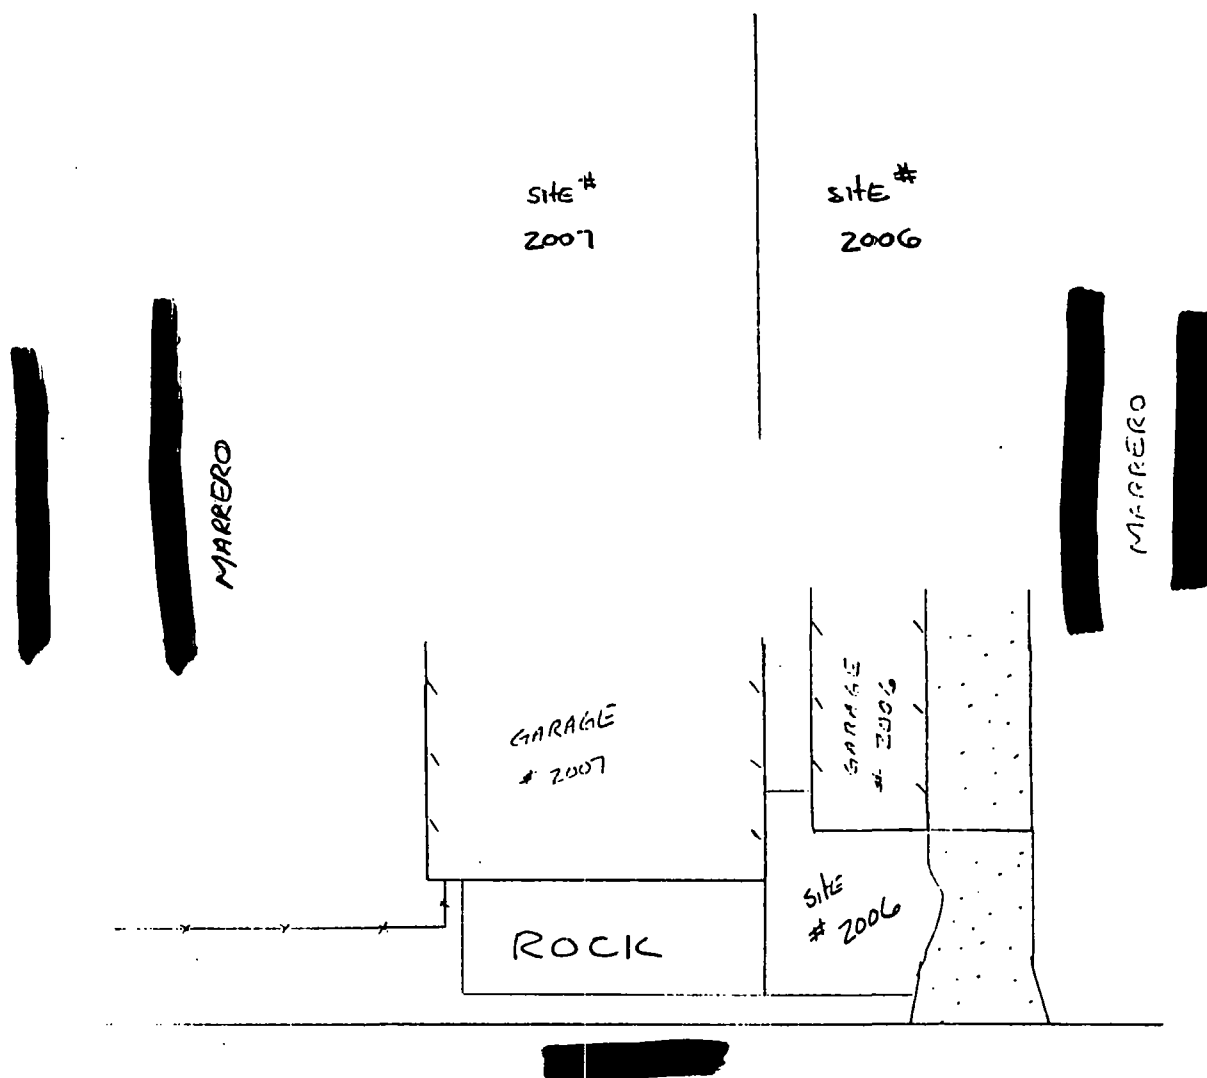 SITE #
2007
SITE #
2006
MARRERO
MARRERO
GARAGE
# 2007
GARAGE
# 2006
SITE
# 2006
ROCK